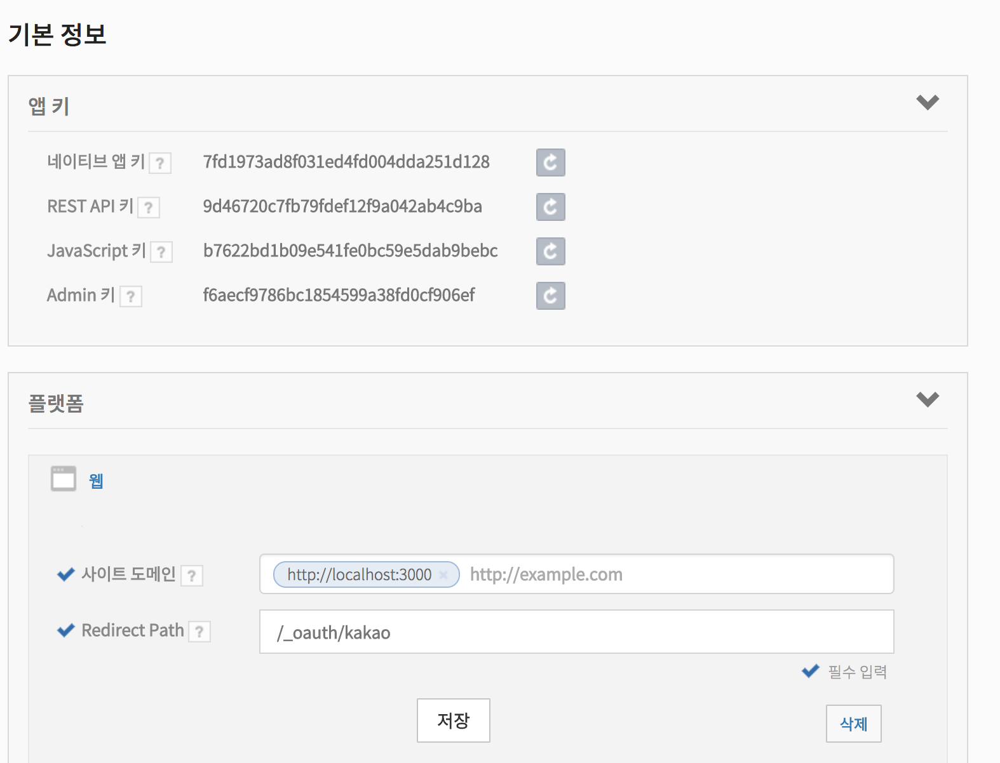 기본 정보
앱 키
네이티브 앱 키 ? 7fd1973ad8f031ed4fd004dda251d128
REST API 키 ? 9d46720c7fb79fdef12f9a042ab4c9ba
JavaScript 키 ? b7622bd1b09e541fe0bc59e5dab9bebc
Admin 키 ? f6aecf9786bc1854599a38fd0cf906ef
플랫폼
웹
사이트 도메인 ? http://localhost:3000 × http://example.com
Redirect Path ? /_oauth/kakao
필수 입력
저장 삭제